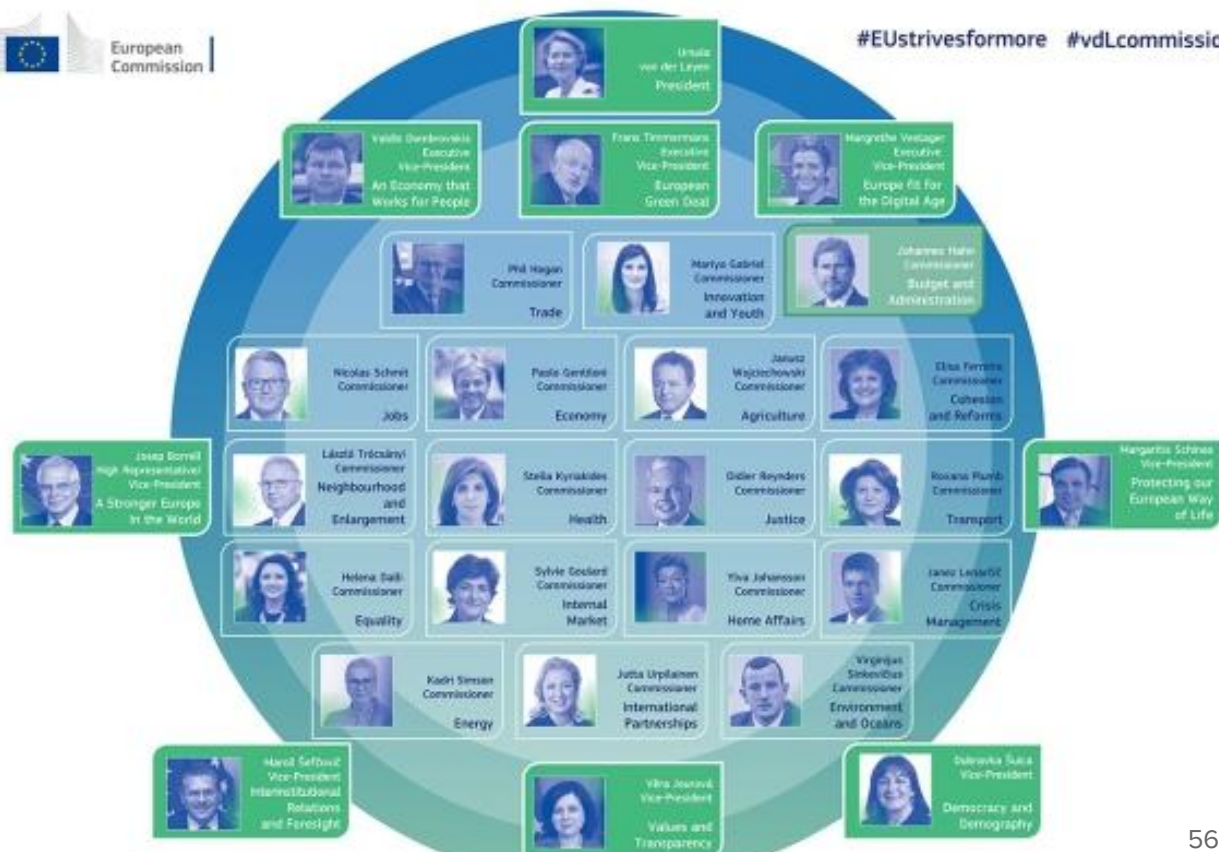 European
Commission
#EUstrivesformore #vdLcommissio
Ursula
von der Leyen
President
Valdis Dombrovskis
Executive
Vice-President
An Economy that
Works for People
Frans Timmermans
Executive
Vice-President
European
Green Deal
Margrethe Vestager
Executive
Vice-President
Europe fit for
the Digital Age
Phil Hogan
Commissioner
Trade
Mariya Gabriel
Commissioner
Innovation
and Youth
Johannes Hahn
Commissioner
Budget and
Administration
Nicolas Schmit
Commissioner
Jobs
Paolo Gentiloni
Commissioner
Economy
Janusz
Wojciechowski
Commissioner
Agriculture
Elisa Ferreira
Commissioner
Cohesion
and Reforms
Josep Borrell
High Representative/
Vice-President
A Stronger Europe
In the World
László Trócsányi
Commissioner
Neighbourhood
and
Enlargement
Stella Kyriakides
Commissioner
Health
Didier Reynders
Commissioner
Justice
Rovana Plumb
Commissioner
Transport
Margaritis Schinas
Vice-President
Protecting our
European Way
of Life
Helena Dalli
Commissioner
Equality
Sylvie Goulard
Commissioner
Internal
Market
Ylva Johansson
Commissioner
Home Affairs
Janez Lenarčič
Commissioner
Crisis
Management
Kadri Simson
Commissioner
Energy
Jutta Urpilainen
Commissioner
International
Partnerships
Virginijus
Sinkevičius
Commissioner
Environment
and Oceans
Maroš Šefčovič
Vice-President
Interinstitutional
Relations
and Foresight
Věra Jourová
Vice-President
Values and
Transparency
Dubravka Šuica
Vice-President
Democracy and
Demography
56